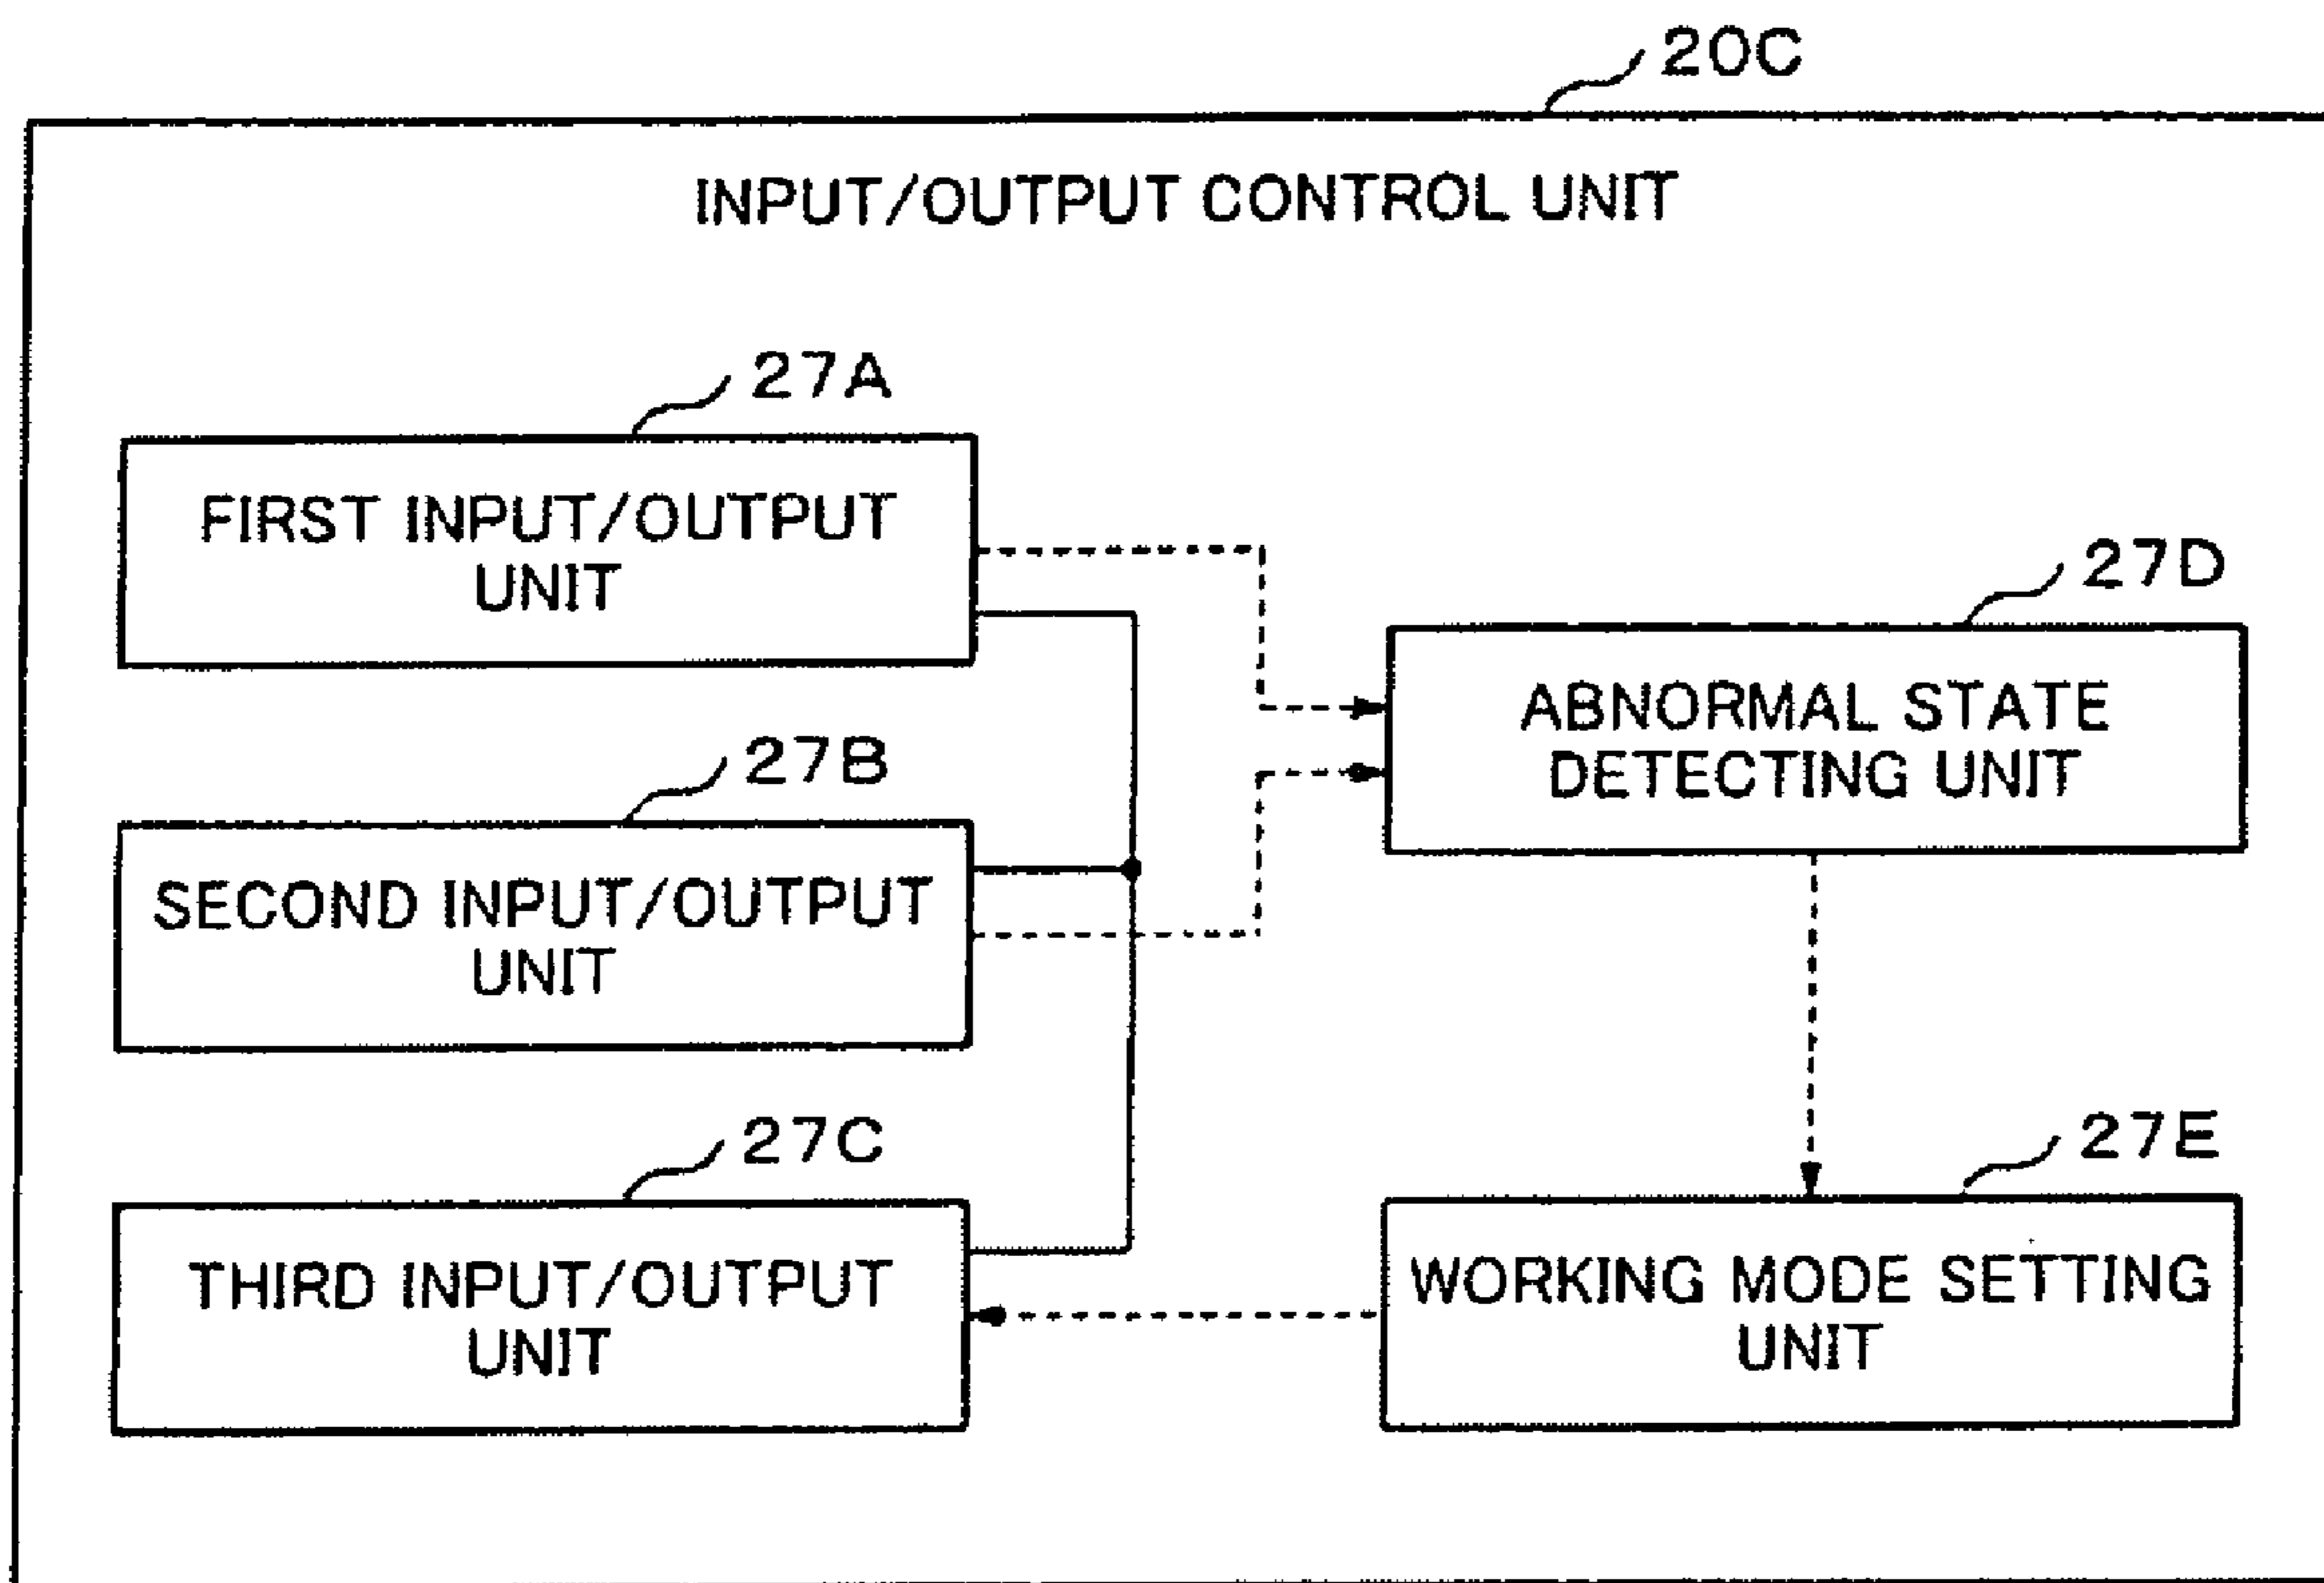 20C
INPUT/OUTPUT CONTROL UNIT
27A
FIRST INPUT/OUTPUT
UNIT
27D
ABNORMAL STATE
DETECTING UNIT
27B
SECOND INPUT/OUTPUT
UNIT
27C
THIRD INPUT/OUTPUT
UNIT
27E
WORKING MODE SETTING
UNIT